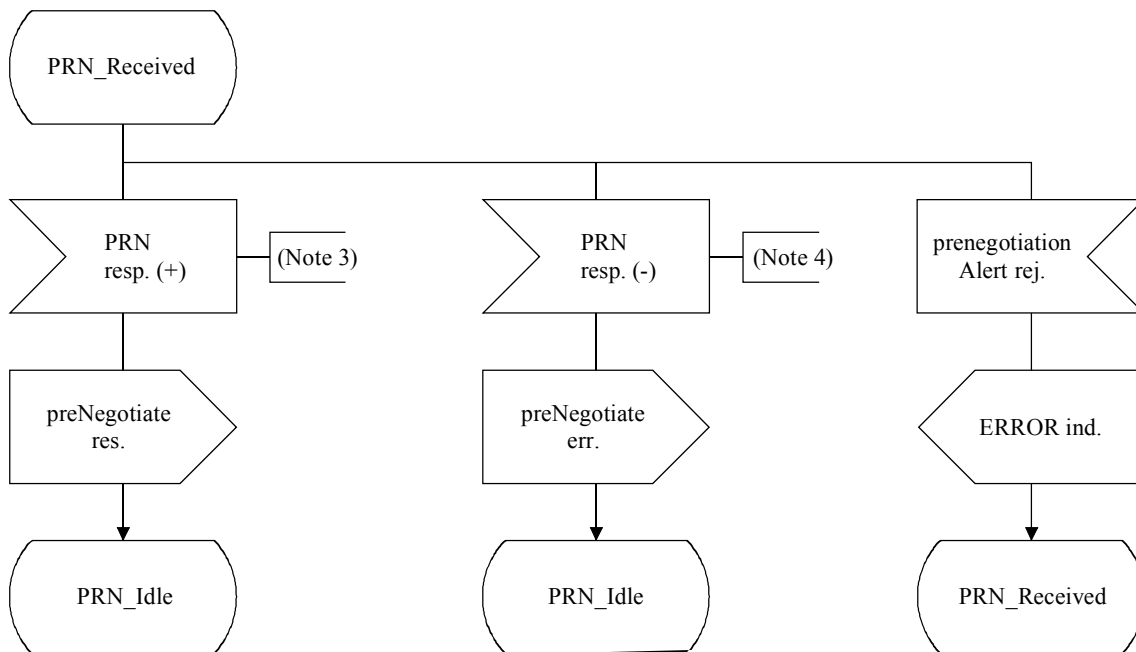 PRN_Received
PRN
resp. (+)
(Note 3)
PRN
resp. (-)
(Note 4)
prenegotiation
Alert rej.
preNegotiate
res.
preNegotiate
err.
ERROR ind.
PRN_Idle
PRN_Idle
PRN_Received